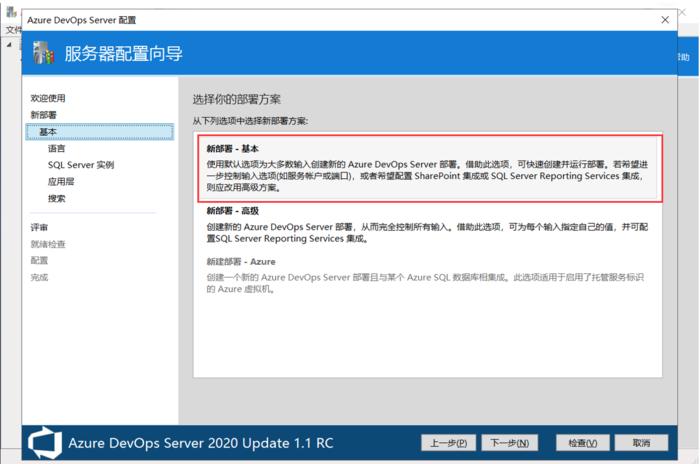 Azure DevOps Server 配置
文件
服务器配置向导
帮助
欢迎使用
新部署
基本
语言
SQL Server 实例
应用层
搜索
评审
就绪检查
配置
完成
选择你的部署方案
从下列选项中选择新部署方案:
新部署 - 基本
使用默认选项为大多数输入创建新的 Azure DevOps Server 部署。借助此选项，可快速创建并运行部署。若希望进
一步控制输入选项(如服务帐户或端口)，或者希望配置 SharePoint 集成或 SQL Server Reporting Services 集成，
则应改用高级方案。
新部署 - 高级
创建新的 Azure DevOps Server 部署，从而完全控制所有输入。借助此选项，可为每个输入指定自己的值，并可配
置SQL Server Reporting Services 集成。
新建部署 - Azure
创建一个新的 Azure DevOps Server 部署且与某个 Azure SQL 数据库相集成。此选项适用于启用了托管服务标识
的 Azure 虚拟机。
Azure DevOps Server 2020 Update 1.1 RC
上一步(P)
下一步(N)
检查(V)
取消